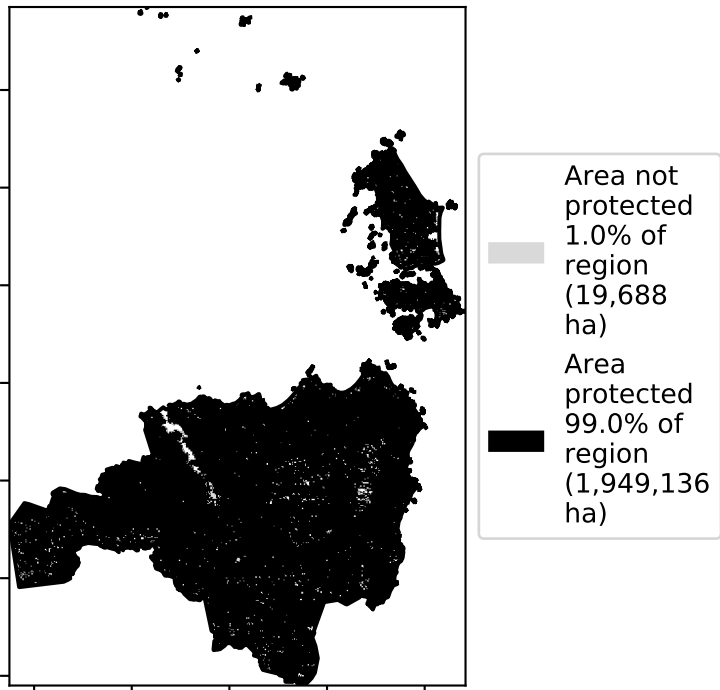 Area not
protected
1.0% of
region
(19,688
ha)
Area
protected
99.0% of
region
(1,949,136
ha)